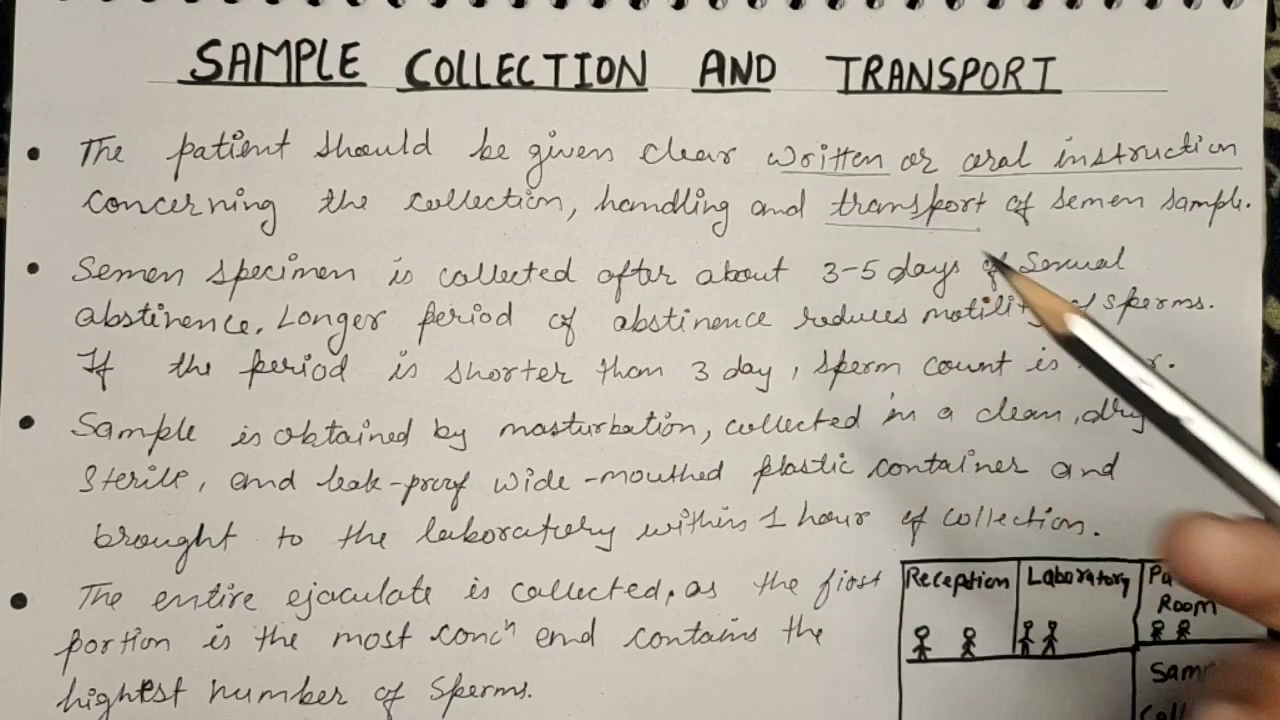 SAMPLE COLLECTION AND TRANSPORT
• The patient should be given clear written or oral instruction
concerning the collection, handling and transport of semen sample.
• Semen specimen is collected after about 3-5 days of sexual
abstinence. Longer period of abstinence reduces motility of sperms.
If the period is shorter than 3 day, sperm count is
• Sample is obtained by masturbation, collected in a clean, dry
sterile, and leak-proof wide-mouthed plastic container and
brought to the laboratory within 1 hour of collection.
• The entire ejaculate is collected, as the first
portion is the most concⁿ and contains the
highest number of sperms.
Reception Laboratory
Room